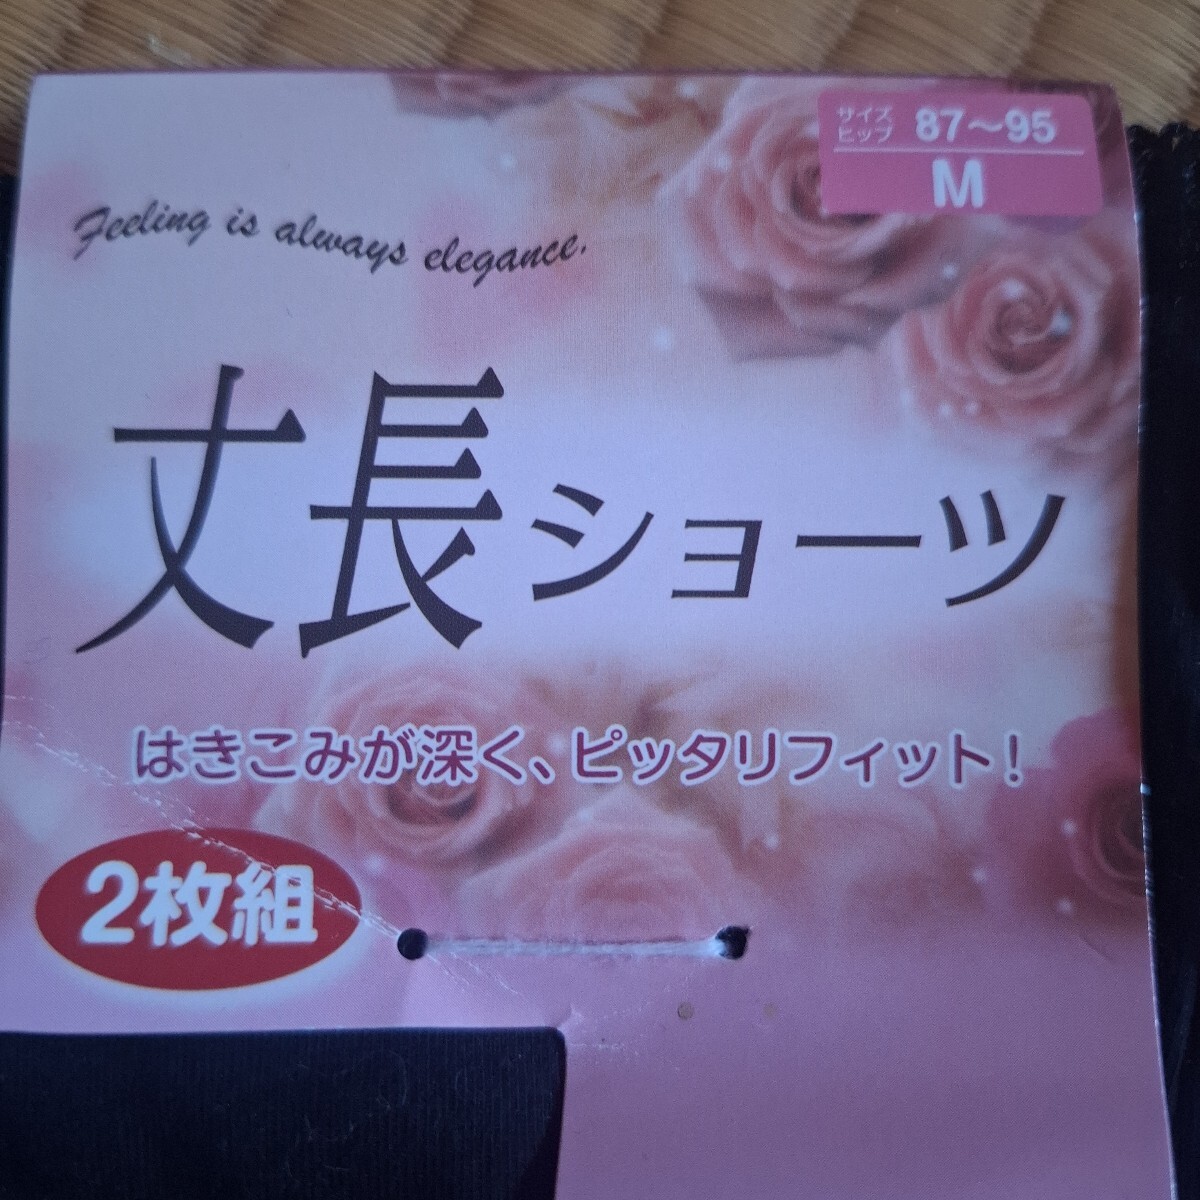 サイズ
ヒップ 87〜95
M
Feeling is always elegance.
丈長ショーツ
はきこみが深く、ピッタリフィット!
2枚組